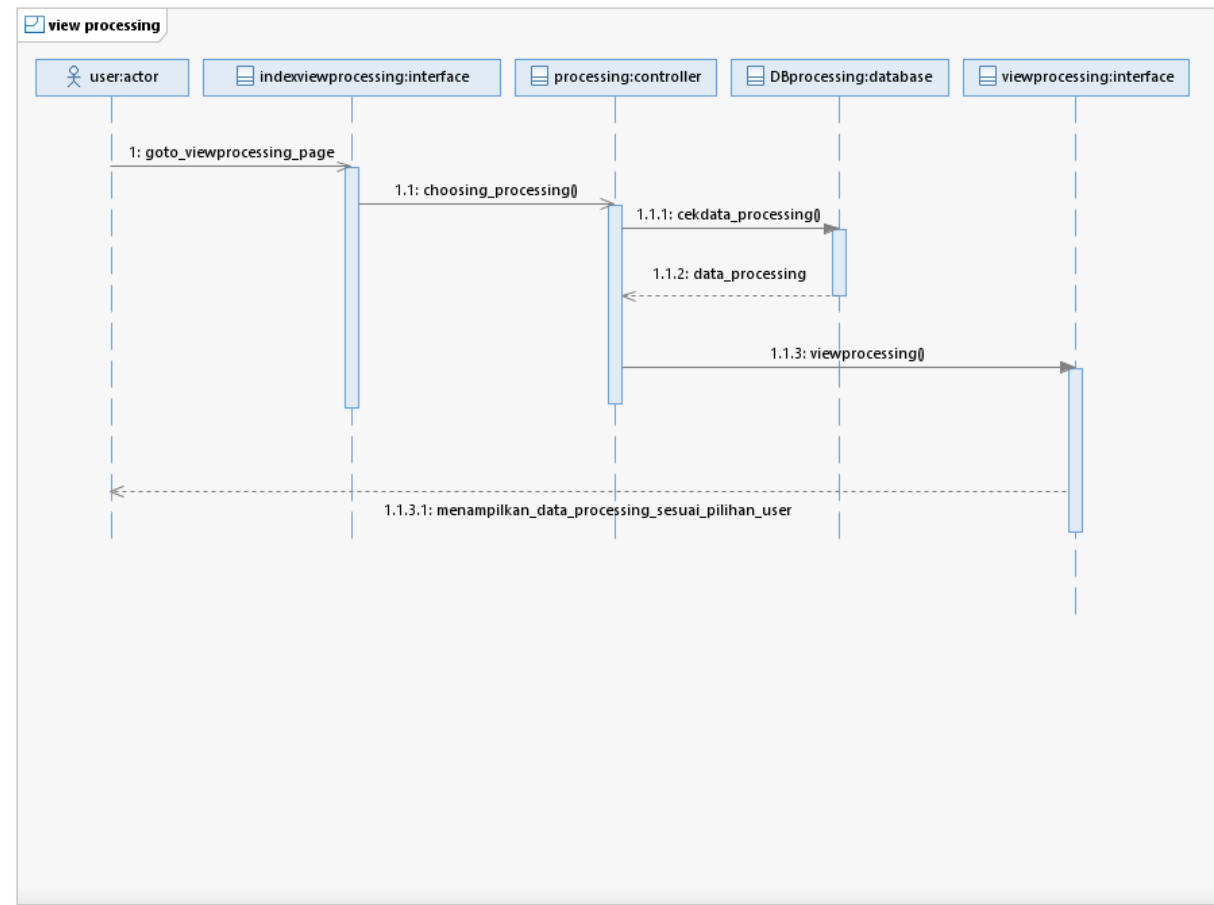 view processing
user:actor
indexviewprocessing:interface
processing:controller
DBprocessing:database
viewprocessing:interface
1: goto_viewprocessing_page
1.1: choosing_processing()
1.1.1: cekdata_processing()
1.1.2: data_processing
1.1.3: viewprocessing()
1.1.3.1: menampilkan_data_processing_sesuai_pilihan_user